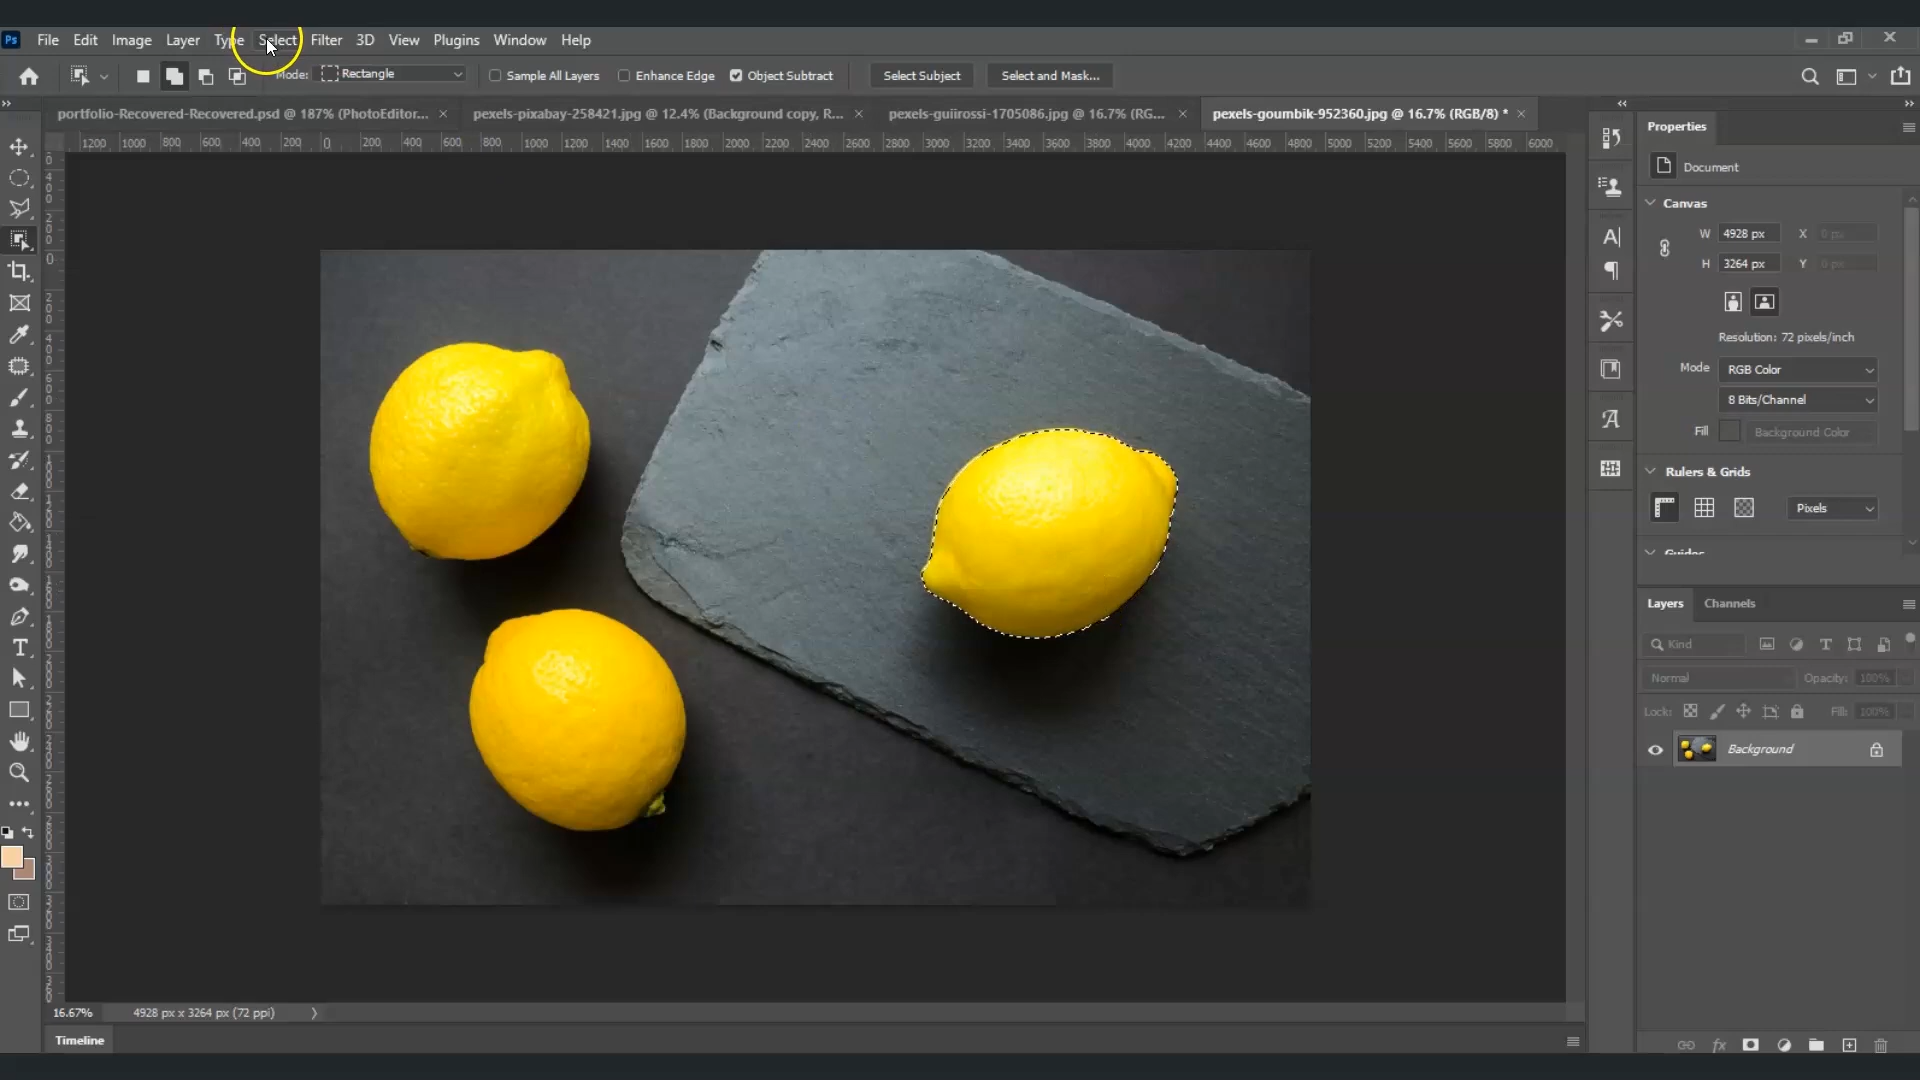 Ps File Edit Image Layer Type Select Filter 3D View Plugins Window Help
Mode: Rectangle Sample All Layers Enhance Edge Object Subtract Select Subject Select and Mask...
portfolio-Recovered-Recovered.psd @ 187% (PhotoEditor... × pexels-pixabay-258421.jpg @ 12.4% (Background copy, R... × pexels-guiirossi-1705086.jpg @ 16.7% (RG... × pexels-goumbik-952360.jpg @ 16.7% (RGB/8) * ×
1200 1000 800 600 400 200 0 200 400 600 800 1000 1200 1400 1600 1800 2000 2200 2400 2600 2800 3000 3200 3400 3600 3800 4000 4200 4400 4600 4800 5000 5200 5400 5600 5800 6000
Properties
Document
Canvas
W 4928 px X 0 px
H 3264 px Y 0 px
Resolution: 72 pixels/inch
Mode RGB Color
8 Bits/Channel
Fill Background Color
Rulers & Grids
Pixels
Guides
Layers Channels
Kind
Normal Opacity: 100%
Lock: Fill: 100%
Background
16.67% 4928 px x 3264 px (72 ppi)
Timeline